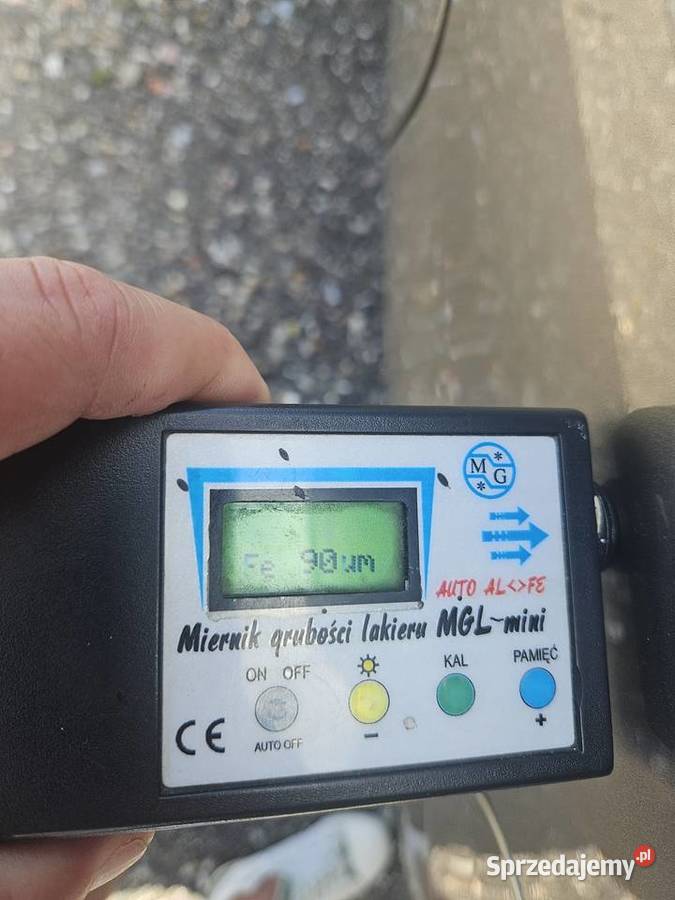 M G
Fe 90um
AUTO AL<>FE
Miernik grubości lakieru MGL-mini
ON OFF
KAL
PAMIĘĆ
AUTO OFF
CE
-
+
Sprzedajemy.pl